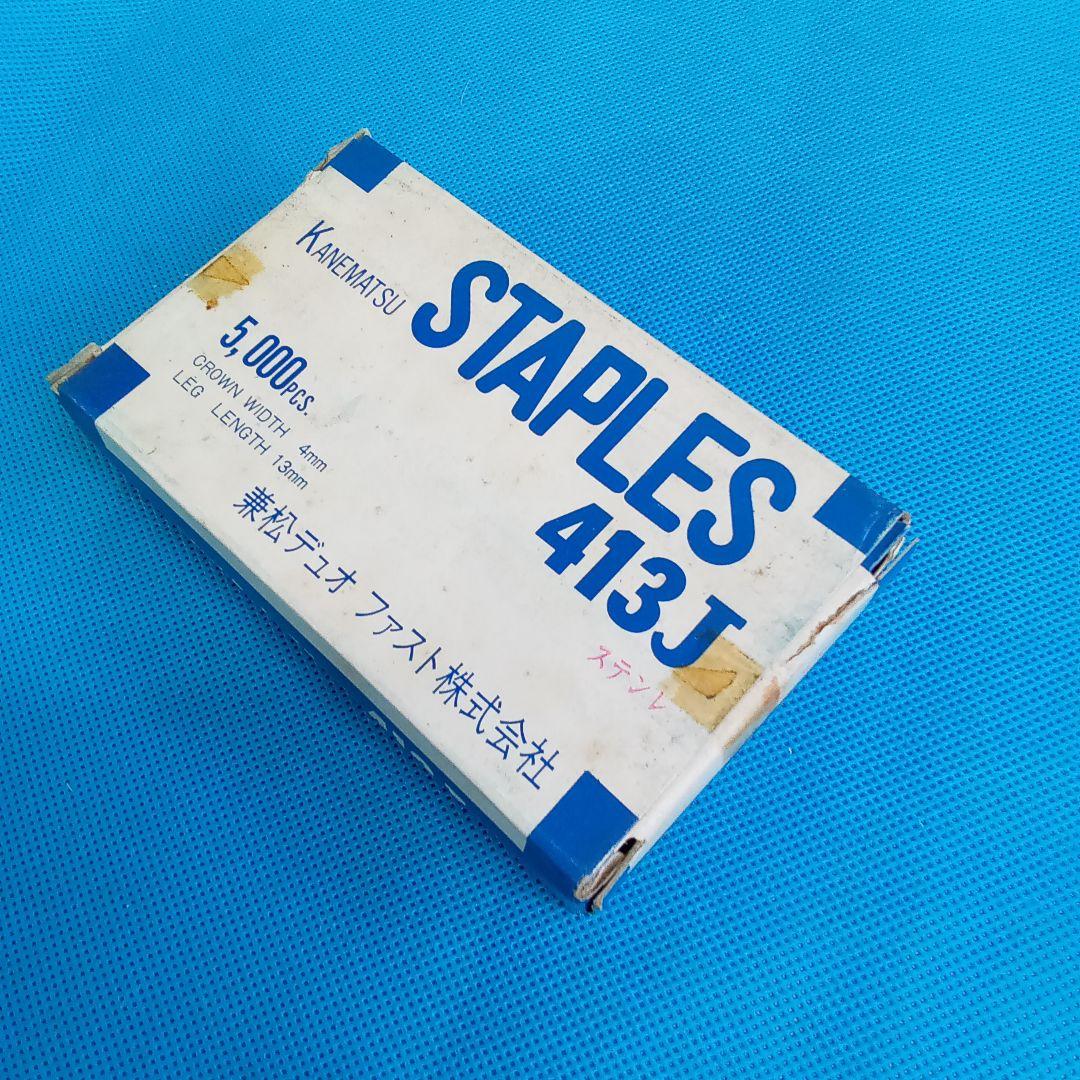 KANEMATSU
STAPLES
413J
ステンレ
5,000PCS.
CROWN WIDTH 4mm
LEG LENGTH 13mm
兼松デュオ ファスト株式会社